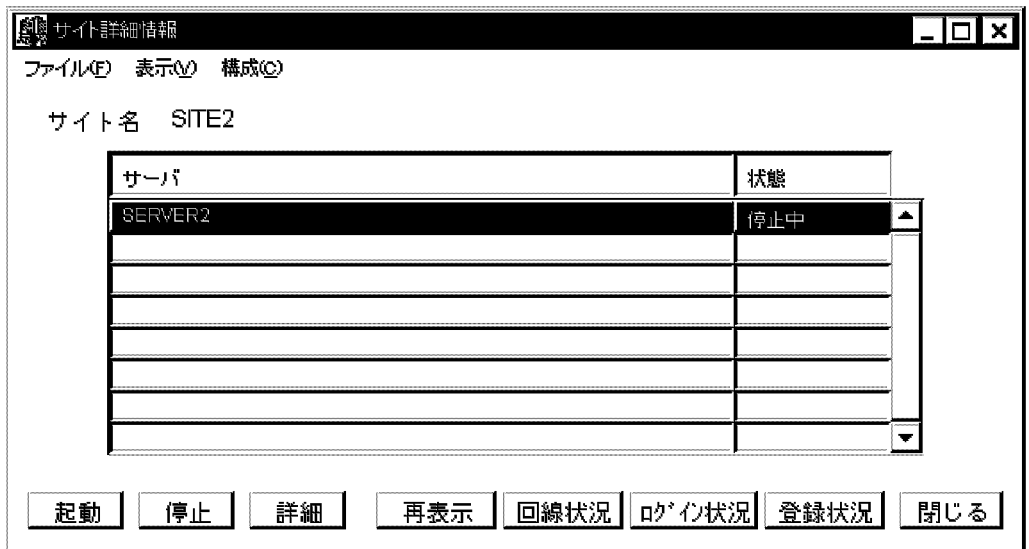 サイト詳細情報
ファイル(F) 表示(V) 構成(C)
サイト名 SITE2
サーバ 状態
SERVER2 停止中
起動 停止 詳細 再表示 回線状況 ログイン状況 登録状況 閉じる